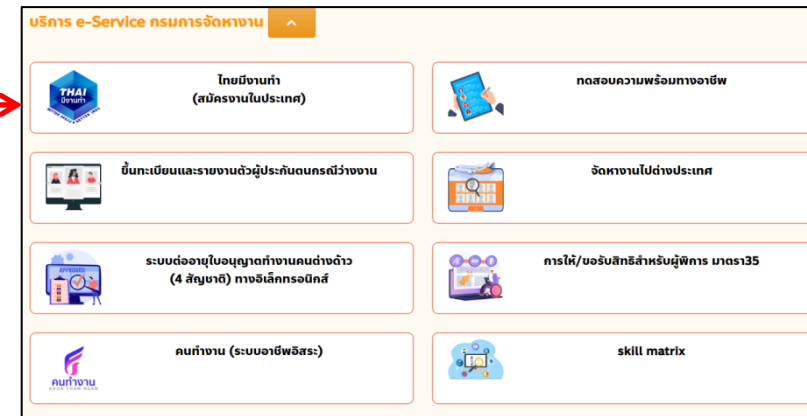 บริการ e-Service กรมการจัดหางาน
THAI
มีงานทำ
ไทยมีงานทำ
(สมัครงานในประเทศ)
ทดสอบความพร้อมทางอาชีพ
ขึ้นทะเบียนและรายงานตัวผู้ประกันตนกรณีว่างงาน
จัดหางานไปต่างประเทศ
APPROVED
ระบบต่ออายุใบอนุญาตทำงานคนต่างด้าว
(4 สัญชาติ) ทางอิเล็กทรอนิกส์
การให้/ขอรับสิทธิสำหรับผู้พิการ มาตรา35
คนทำงาน
KHON THAM NGAN
คนทำงาน (ระบบอาชีพอิสระ)
skill matrix